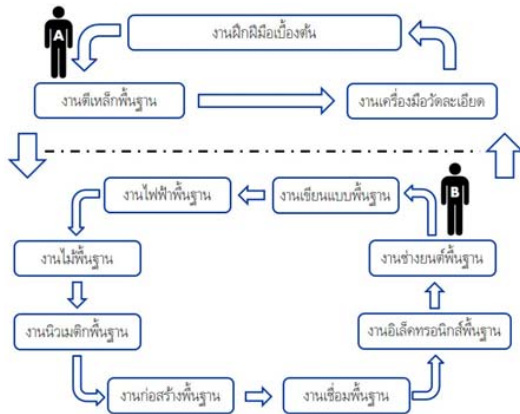 A
งานฝึกฝีมือเบื้องต้น
งานตีเหล็กพื้นฐาน
งานเครื่องมือวัดละเอียด
B
งานไฟฟ้าพื้นฐาน
งานเขียนแบบพื้นฐาน
งานไม้พื้นฐาน
งานช่างยนต์พื้นฐาน
งานนิวเมติกพื้นฐาน
งานอิเล็คทรอนิกส์พื้นฐาน
งานก่อสร้างพื้นฐาน
งานเชื่อมพื้นฐาน